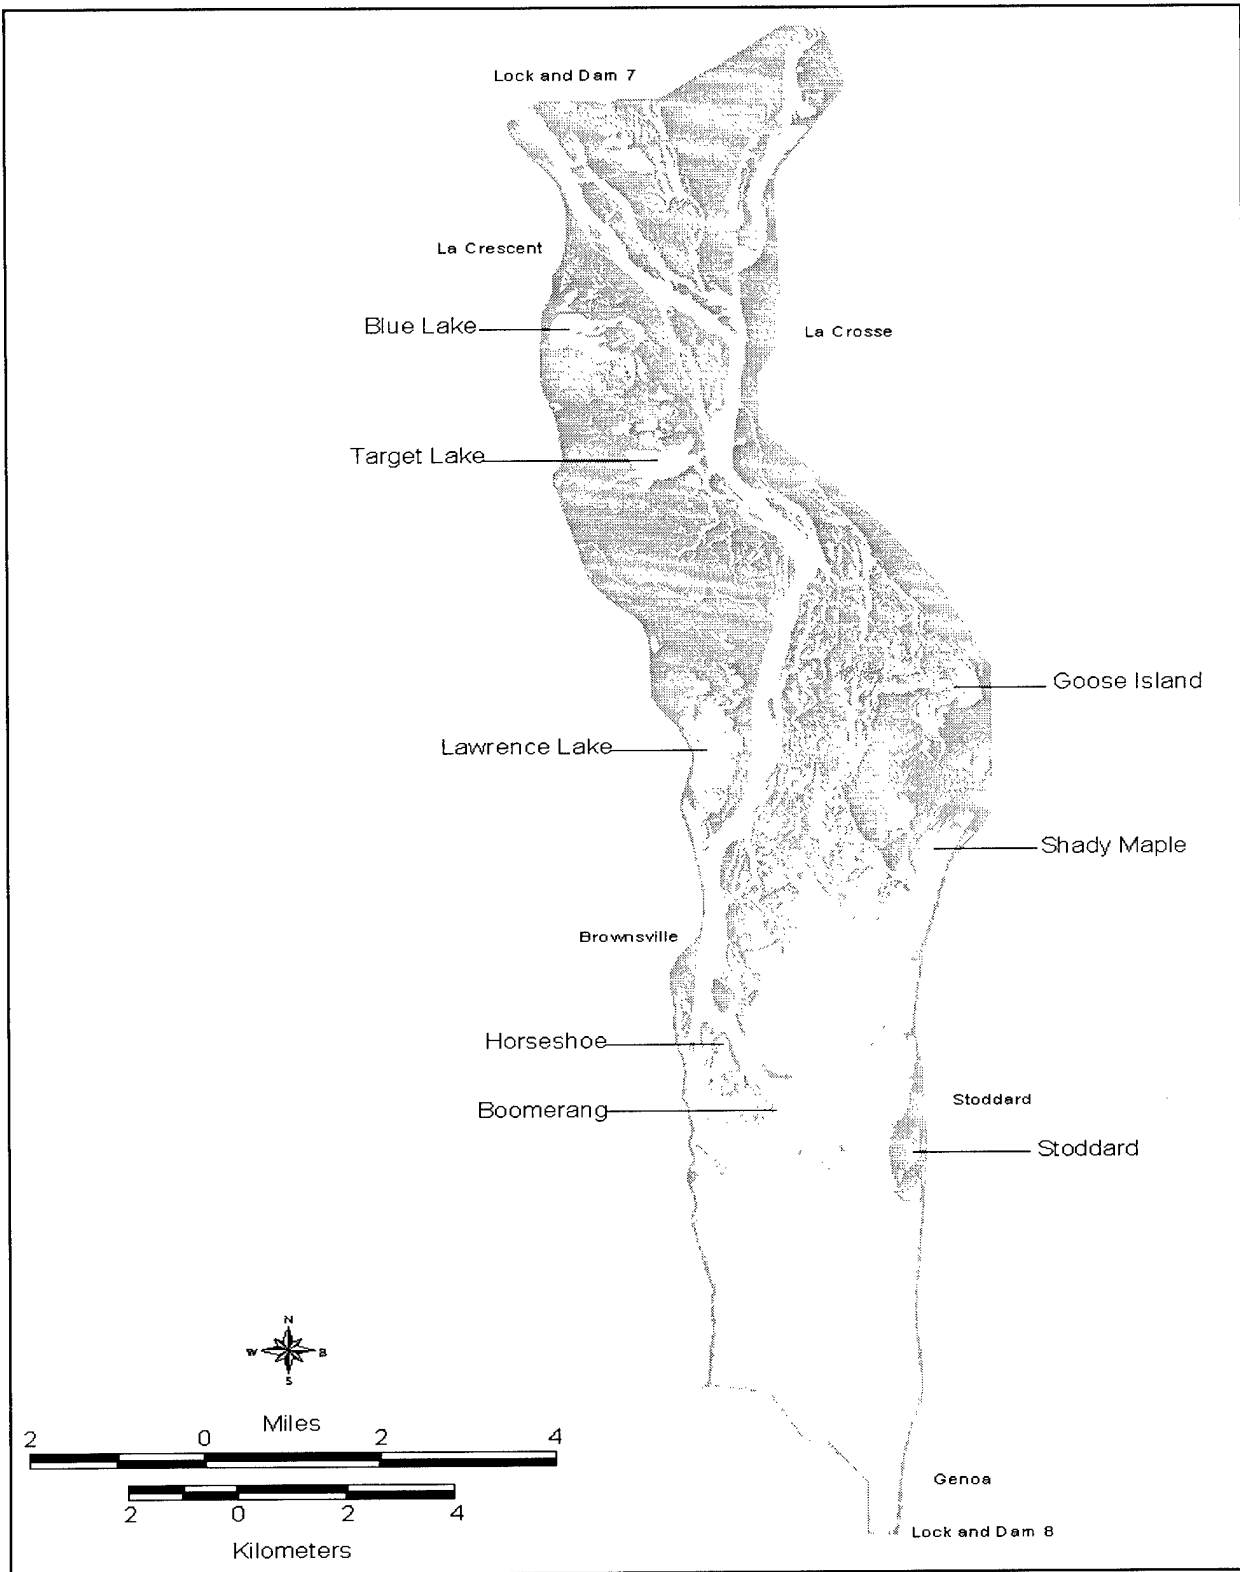 Lock and Dam 7
La Crescent
Blue Lake
La Crosse
Target Lake
Goose Island
Lawrence Lake
Shady Maple
Brownsville
Horseshoe
Stoddard
Boomerang
Stoddard
N
W B
S
Miles
2 0 2 4
2 0 2 4
Kilometers
Genoa
Lock and Dam 8